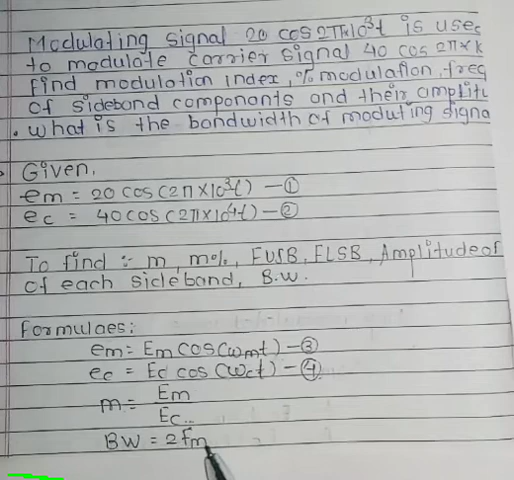 Modulating signal 20 cos2π×10³t is used
to modulate carrier signal 40 cos 2π×
Find modulation index, % modulation, freq
of sideband components and their amplitu
. what is the bandwidth of moduting signa
Given,
em = 20 cos(2π×10³t) —①
ec = 40 cos(2π×10⁴t) —②
To find :- m, m%, FUSB, FLSB, Amplitude of
of each sideband, B.W.
Formulaes:
em = Em cos(ωmt) —③
ec = Ec cos(ωct) —④
m = Em
Ec..
BW = 2fm